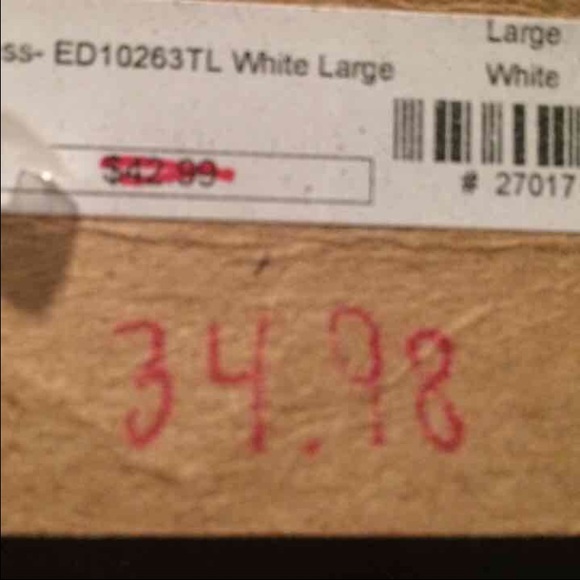 Large
ss- ED10263TL White Large
White
$42.99
# 27017
34.98